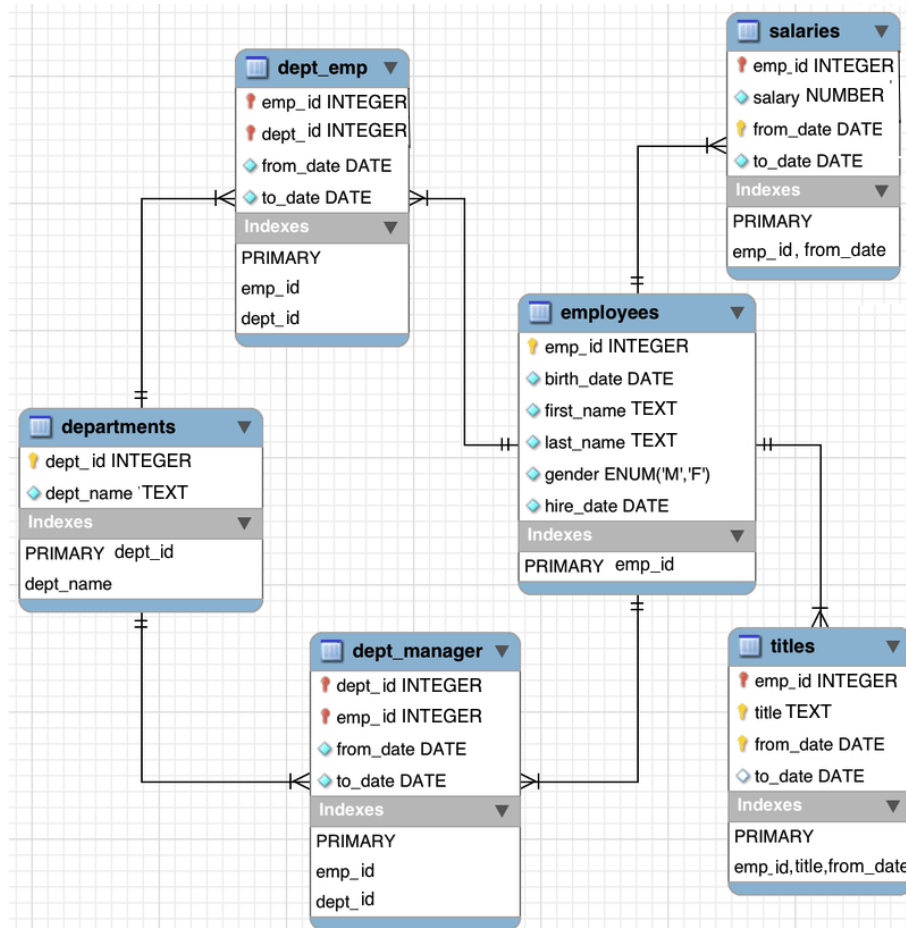 salaries
emp_id INTEGER
salary NUMBER
from_date DATE
to_date DATE
Indexes
PRIMARY
emp_id, from_date
dept_emp
emp_id INTEGER
dept_id INTEGER
from_date DATE
to_date DATE
Indexes
PRIMARY
emp_id
dept_id
employees
emp_id INTEGER
birth_date DATE
first_name TEXT
last_name TEXT
gender ENUM('M','F')
hire_date DATE
Indexes
PRIMARY emp_id
departments
dept_id INTEGER
dept_name 'TEXT
Indexes
PRIMARY dept_id
dept_name
dept_manager
dept_id INTEGER
emp_id INTEGER
from_date DATE
to_date DATE
Indexes
PRIMARY
emp_id
dept_id
titles
emp_id INTEGER
title TEXT
from_date DATE
to_date DATE
Indexes
PRIMARY
emp_id,title,from_date